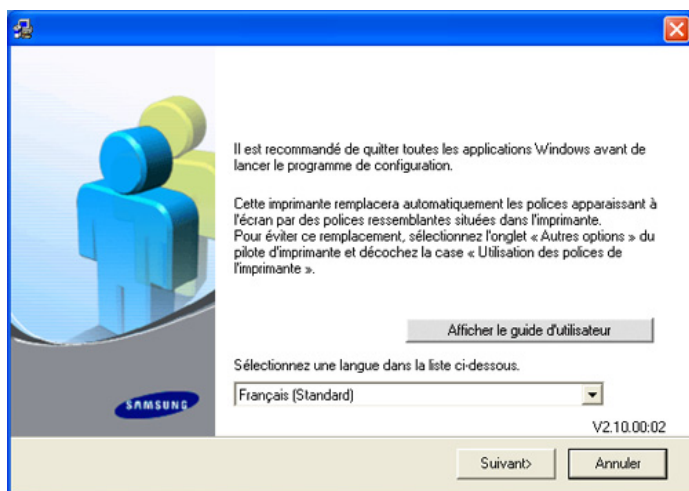 Il est recommandé de quitter toutes les applications Windows avant de
lancer le programme de configuration.
Cette imprimante remplacera automatiquement les polices apparaissant à
l'écran par des polices ressemblantes situées dans l'imprimante.
Pour éviter ce remplacement, sélectionnez l'onglet « Autres options » du
pilote d'imprimante et décochez la case « Utilisation des polices de
l'imprimante ».
Afficher le guide d'utilisateur
Sélectionnez une langue dans la liste ci-dessous.
SAMSUNG
Français (Standard)
V2.10.00:02
Suivant>
Annuler